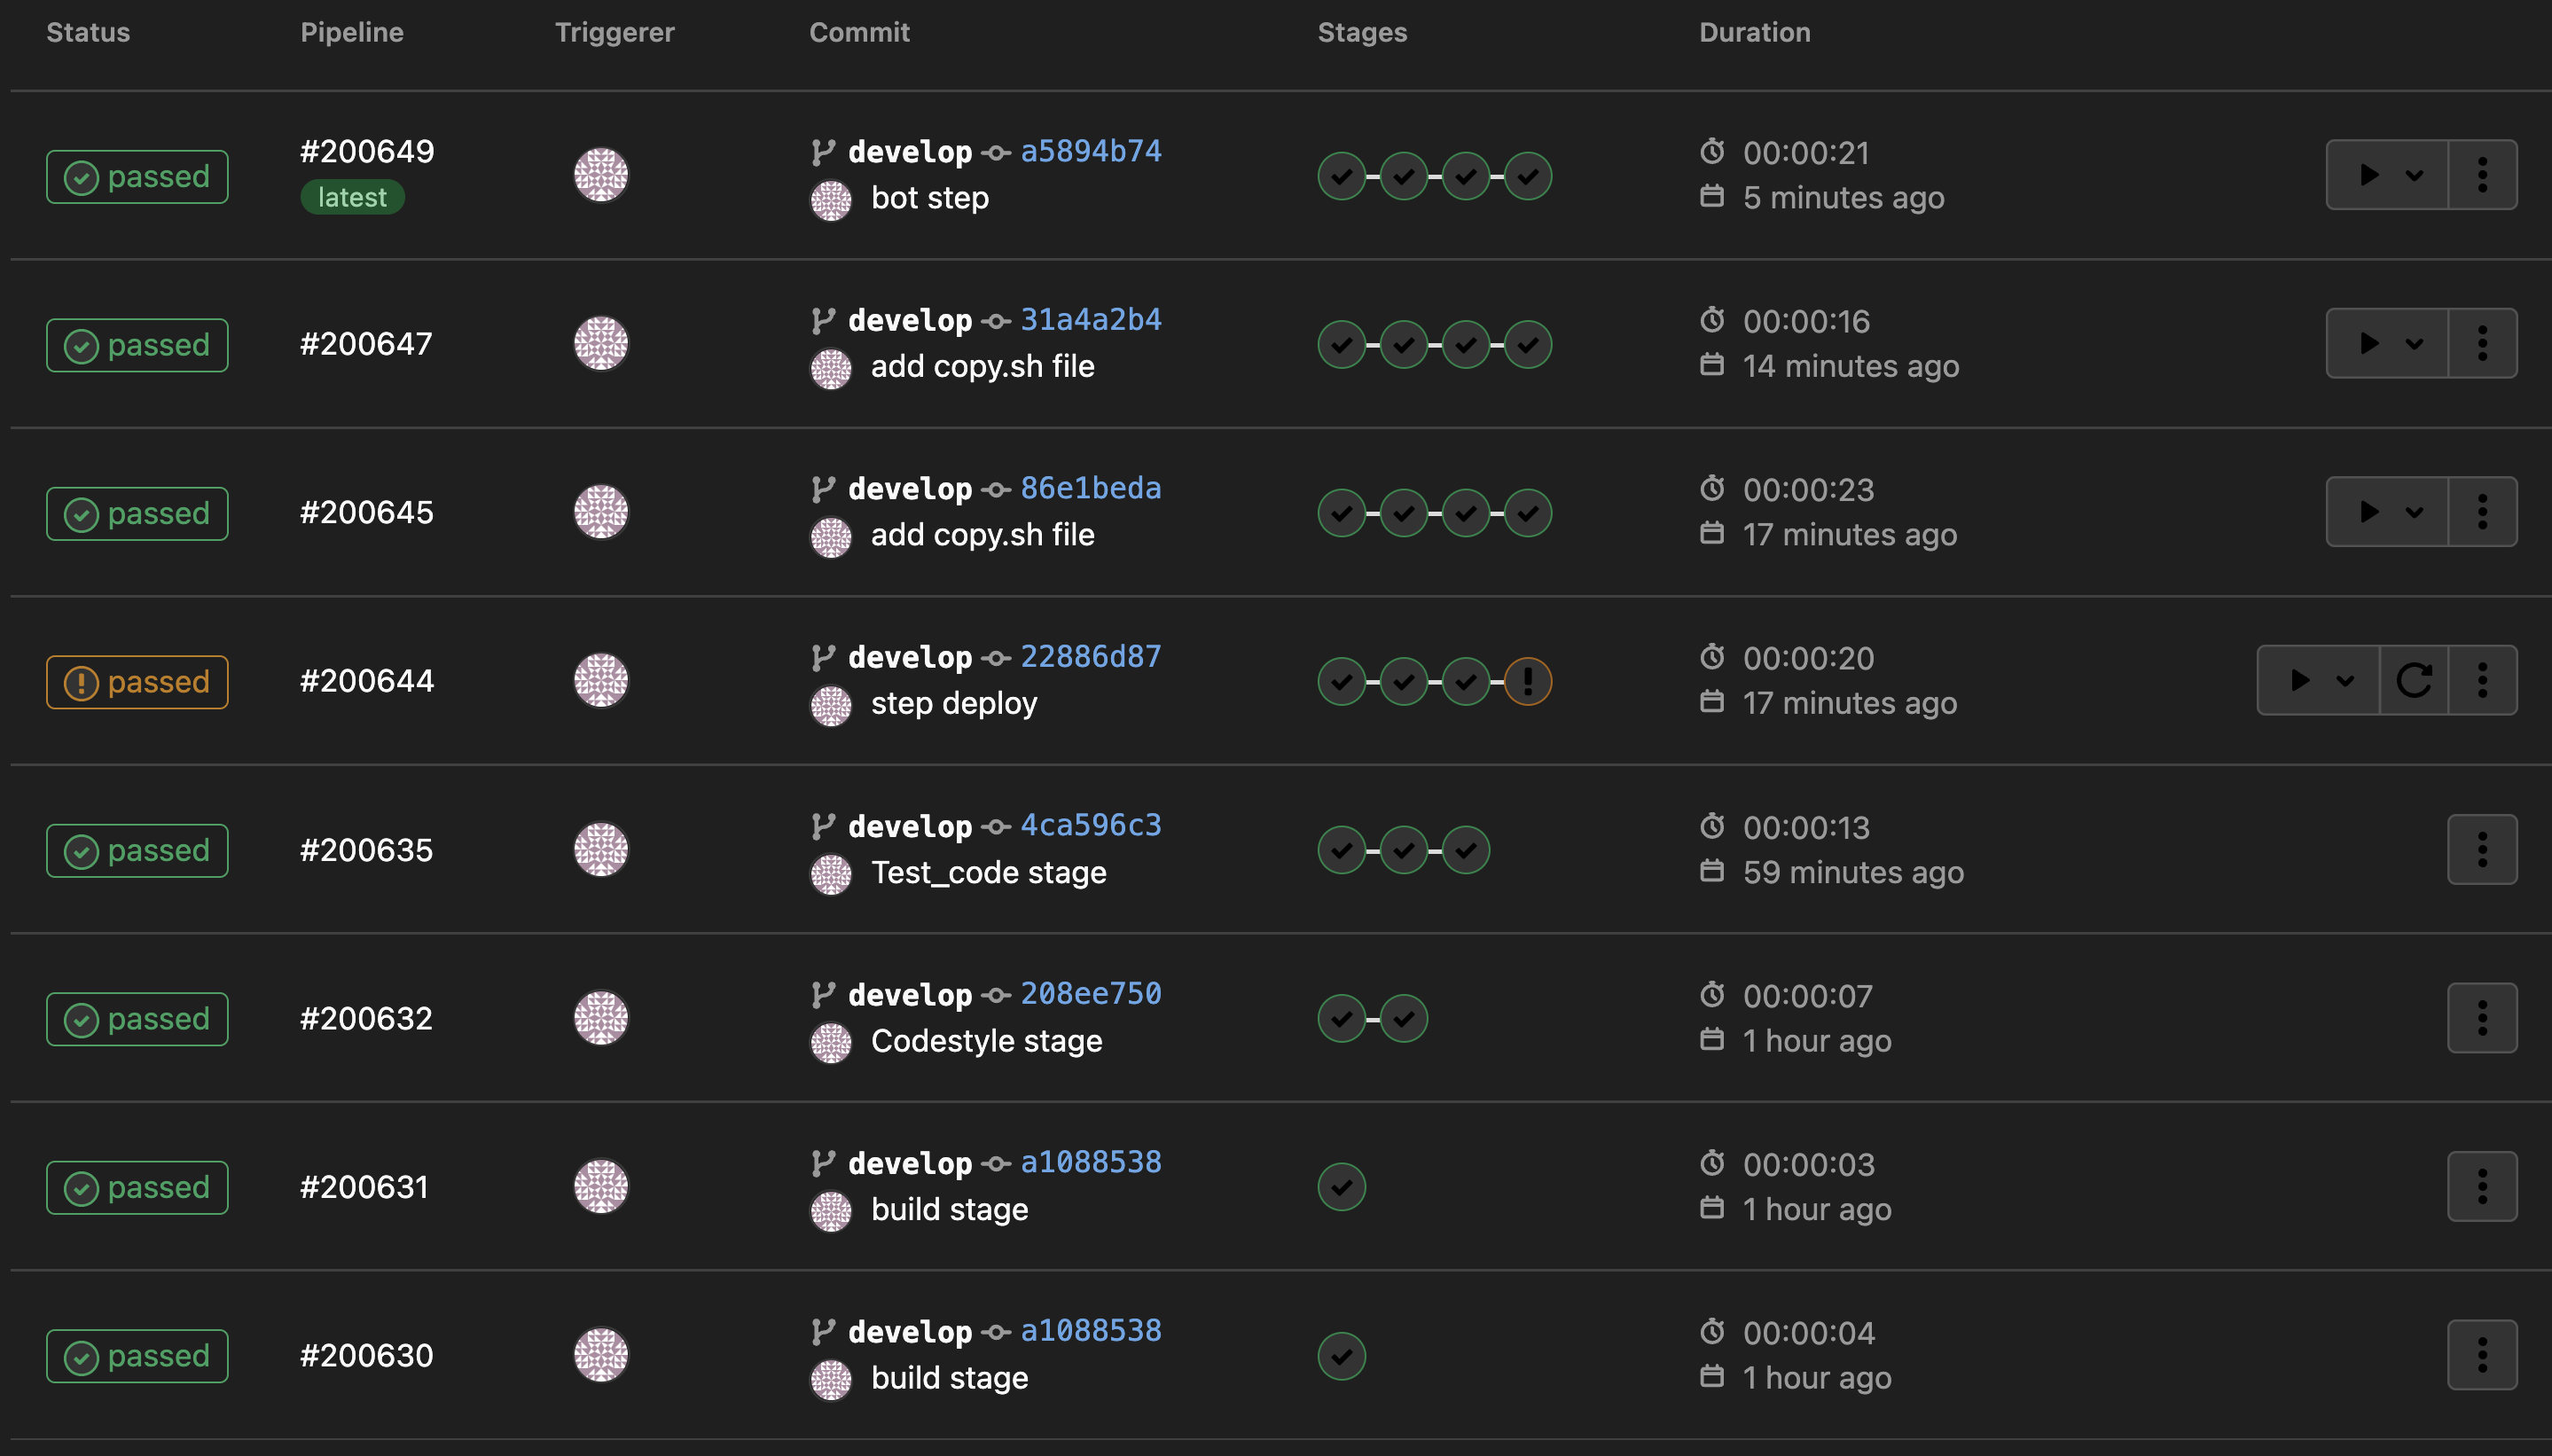 Status Pipeline Triggerer Commit Stages Duration
passed #200649 develop a5894b74 00:00:21
latest bot step 5 minutes ago
passed #200647 develop 31a4a2b4 00:00:16
add copy.sh file 14 minutes ago
passed #200645 develop 86e1beda 00:00:23
add copy.sh file 17 minutes ago
passed #200644 develop 22886d87 00:00:20
step deploy 17 minutes ago
passed #200635 develop 4ca596c3 00:00:13
Test_code stage 59 minutes ago
passed #200632 develop 208ee750 00:00:07
Codestyle stage 1 hour ago
passed #200631 develop a1088538 00:00:03
build stage 1 hour ago
passed #200630 develop a1088538 00:00:04
build stage 1 hour ago